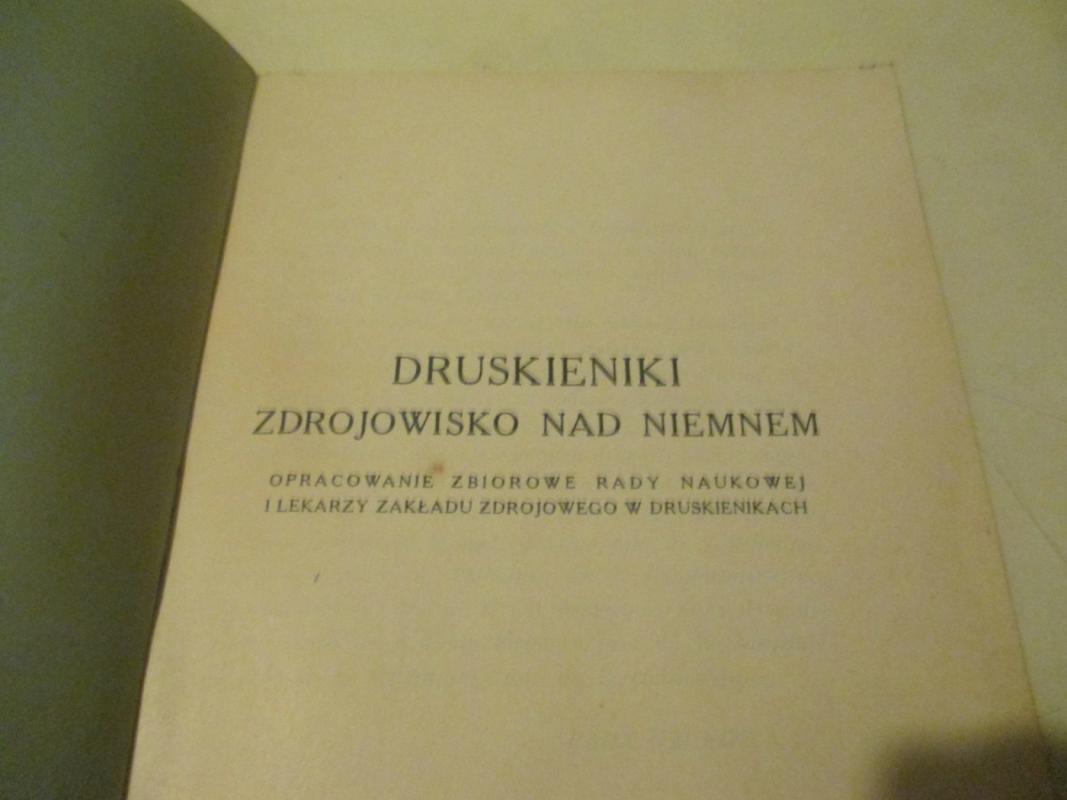 DRUSKIENIKI
ZDROJOWISKO NAD NIEMNEM
OPRACOWANIE ZBIOROWE RADY NAUKOWEJ
I LEKARZY ZAKŁADU ZDROJOWEGO W DRUSKIENIKACH